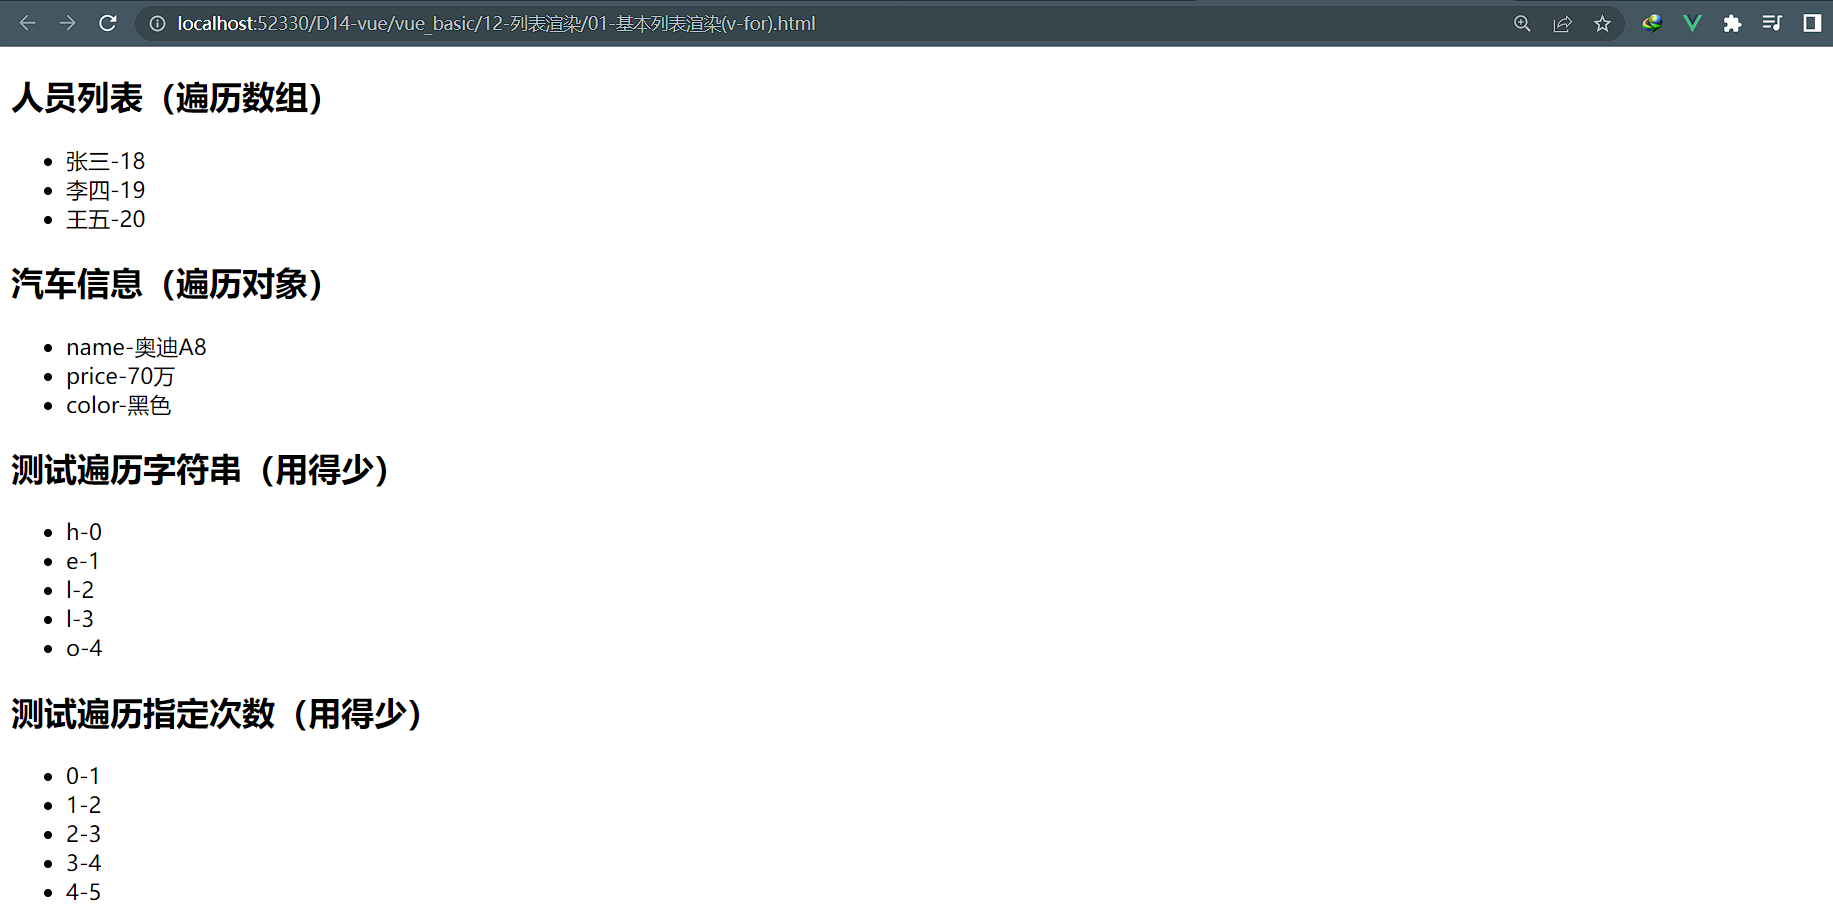 localhost:52330/D14-vue/vue_basic/12-列表渲染/01-基本列表渲染(v-for).html
人员列表（遍历数组）
张三-18
李四-19
王五-20
汽车信息（遍历对象）
name-奥迪A8
price-70万
color-黑色
测试遍历字符串（用得少）
h-0
e-1
l-2
l-3
o-4
测试遍历指定次数（用得少）
0-1
1-2
2-3
3-4
4-5